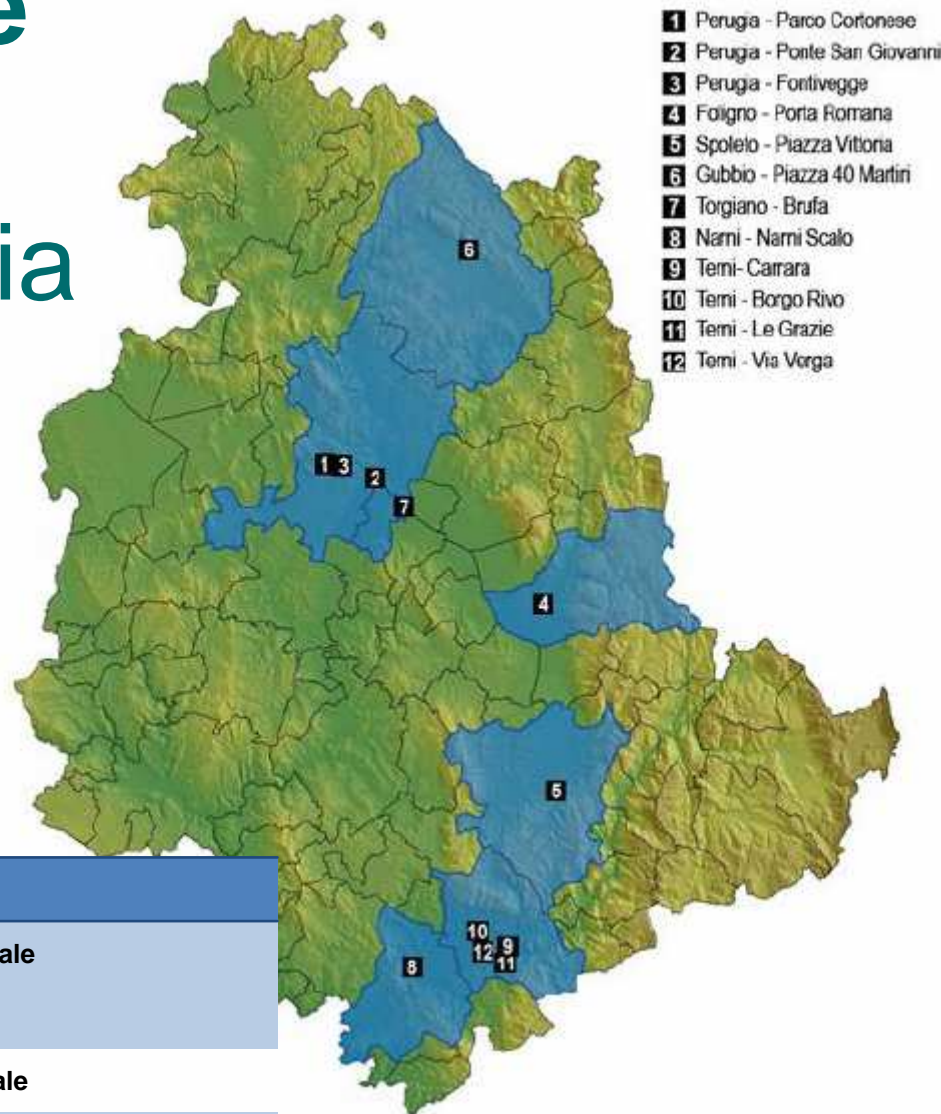 e
ia
1 Perugia - Parco Cortonese
2 Perugia - Ponte San Giovanni
3 Perugia - Fontivegge
4 Foligno - Porta Romana
5 Spoleto - Piazza Vittoria
6 Gubbio - Piazza 40 Martiri
7 Torgiano - Brufa
8 Narni - Narni Scalo
9 Terni- Carrara
10 Terni - Borgo Rivo
11 Terni - Le Grazie
12 Terni - Via Verga
6
1 3
2
7
4
5
10
12 9
11
8
ale
ale